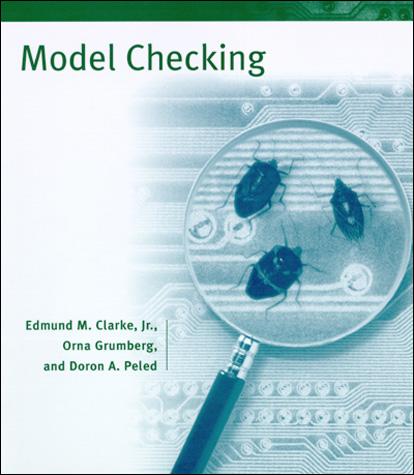 Model Checking
Edmund M. Clarke, Jr.,
Orna Grumberg,
and Doron A. Peled